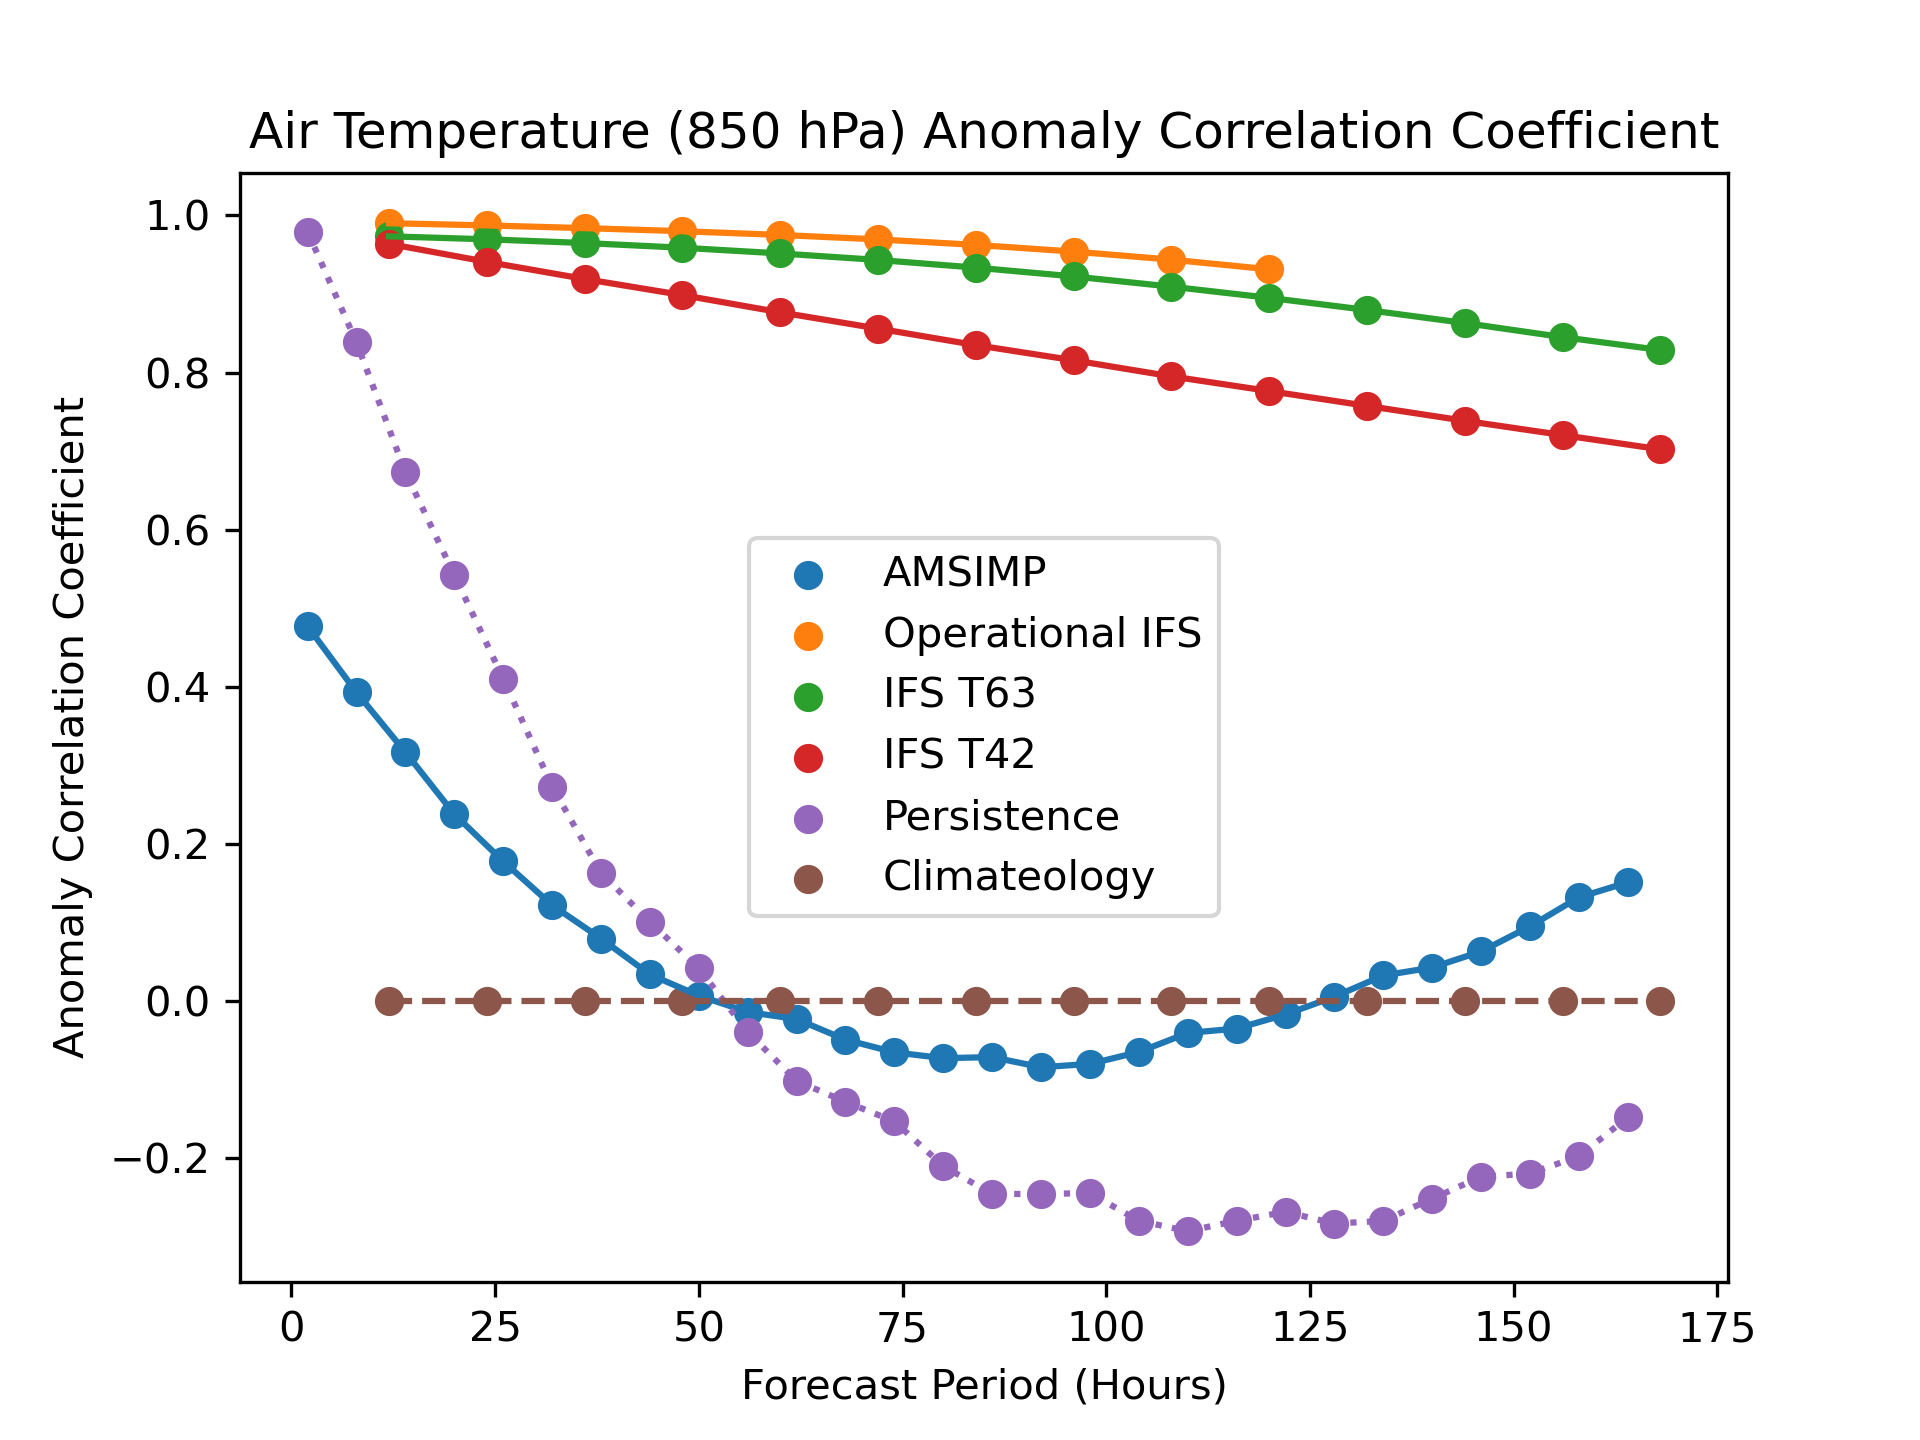 Air Temperature (850 hPa) Anomaly Correlation Coefficient
Anomaly Correlation Coefficient
1.0
0.8
0.6
0.4
0.2
0.0
−0.2
AMSIMP
Operational IFS
IFS T63
IFS T42
Persistence
Climateology
0 25 50 75 100 125 150 175
Forecast Period (Hours)